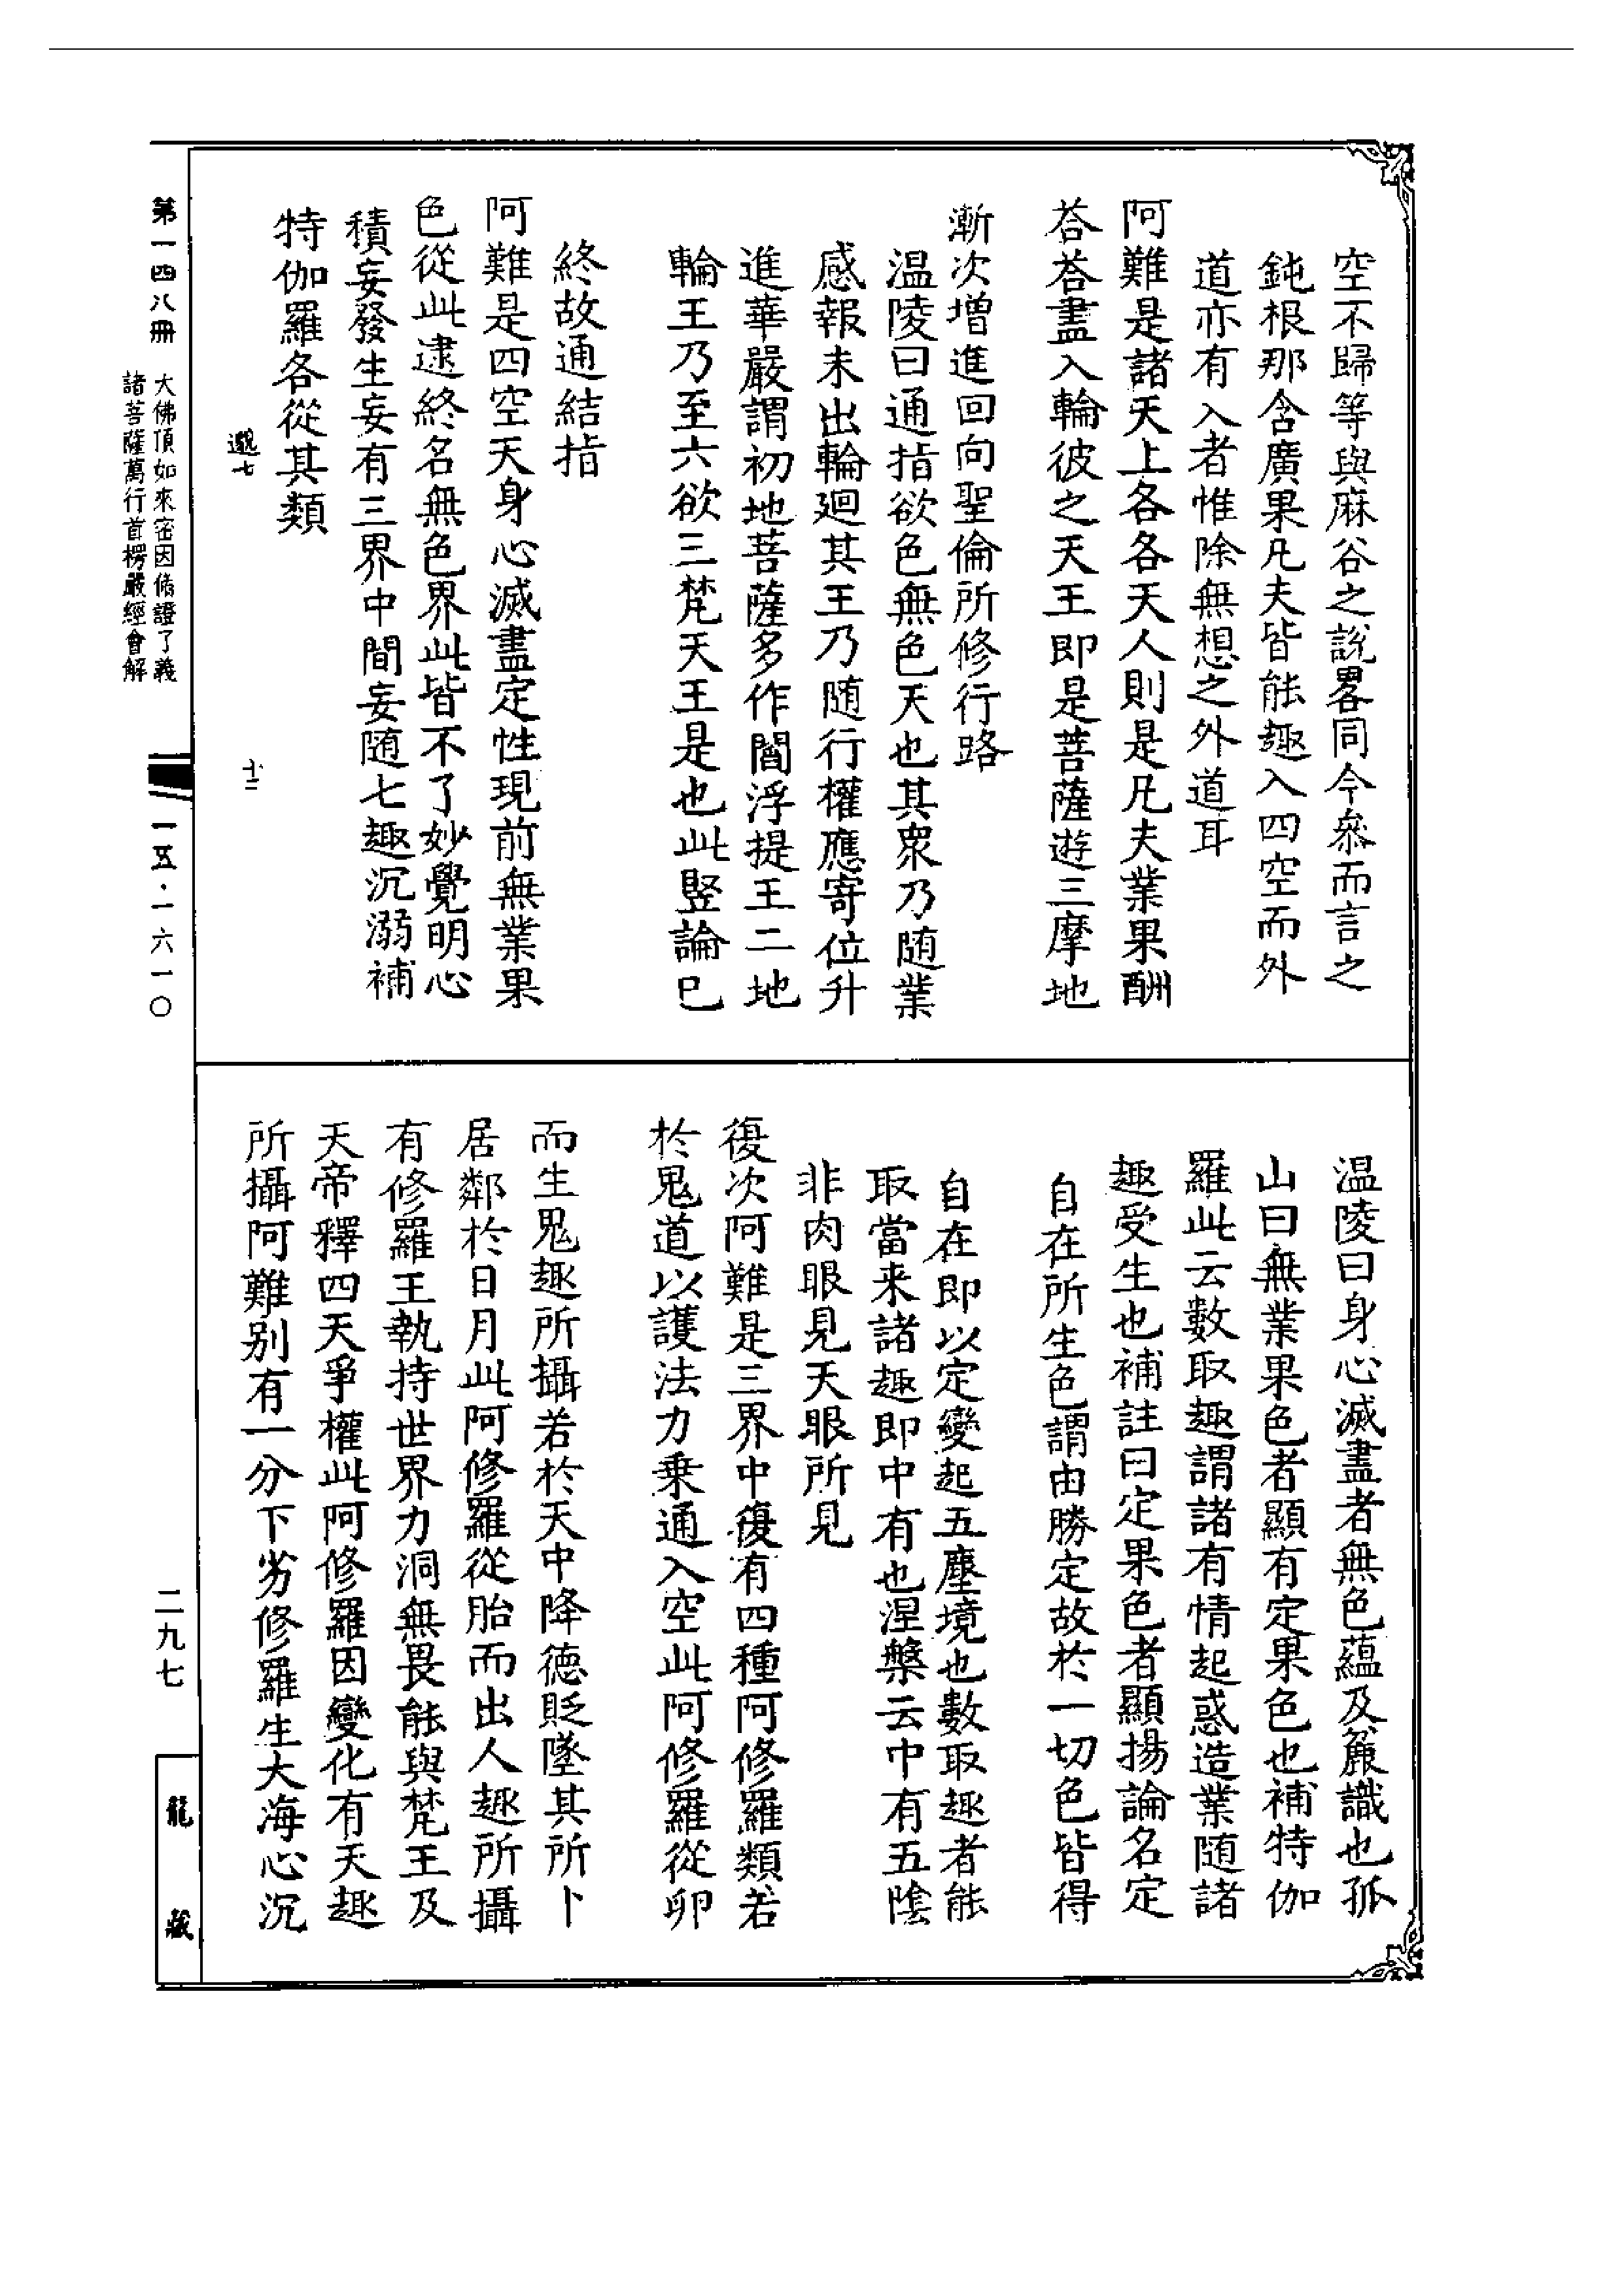 空不歸等與麻谷之說畧同今叅而言之
鈍根那含廣果凡夫皆能趣入四空而外
道亦有入者惟除無想之外道耳
阿難是諸天上各各天人則是凡夫業果酬
荅荅盡入輪彼之天王即是菩薩遊三摩地
漸次增進回向聖倫所修行路
温陵曰通指欲色無色天也其衆乃随業
感報未出輪廻其王乃随行權應寄位升
進華嚴謂初地菩薩多作閻浮提王二地
輪王乃至六欲三梵天王是也此竪論已
終故通結指
阿難是四空天身心滅盡定性現前無業果
色從此逮終名無色界此皆不了妙覺明心
積妄發生妄有三界中間妄随七趣沉溺補
特伽羅各從其類
邈七
十二
温陵曰身心滅盡者無色蘊及麤識也孤
山曰無業果色者顯有定果色也補特伽
羅此云數取趣謂諸有情起惑造業随諸
趣受生也補註曰定果色者顯揚論名定
自在所生色謂由勝定故於一切色皆得
自在即以定變起五塵境也數取趣者能
取當来諸趣即中有也涅槃云中有五陰
非肉眼見天眼所見
復次阿難是三界中復有四種阿修羅類若
於鬼道以護法力乗通入空此阿修羅從卵
而生鬼趣所攝若於天中降德貶墜其所卜
居鄰於日月此阿修羅從胎而出人趣所攝
有修羅王執持世界力洞無畏能與梵王及
天帝釋四天爭權此阿修羅因變化有天趣
所攝阿難别有一分下劣修羅生大海心沉
第一四八冊
大佛頂如來密因修證了義
諸菩薩萬行首楞嚴經會解
一五·一六一〇
二九七
龍藏